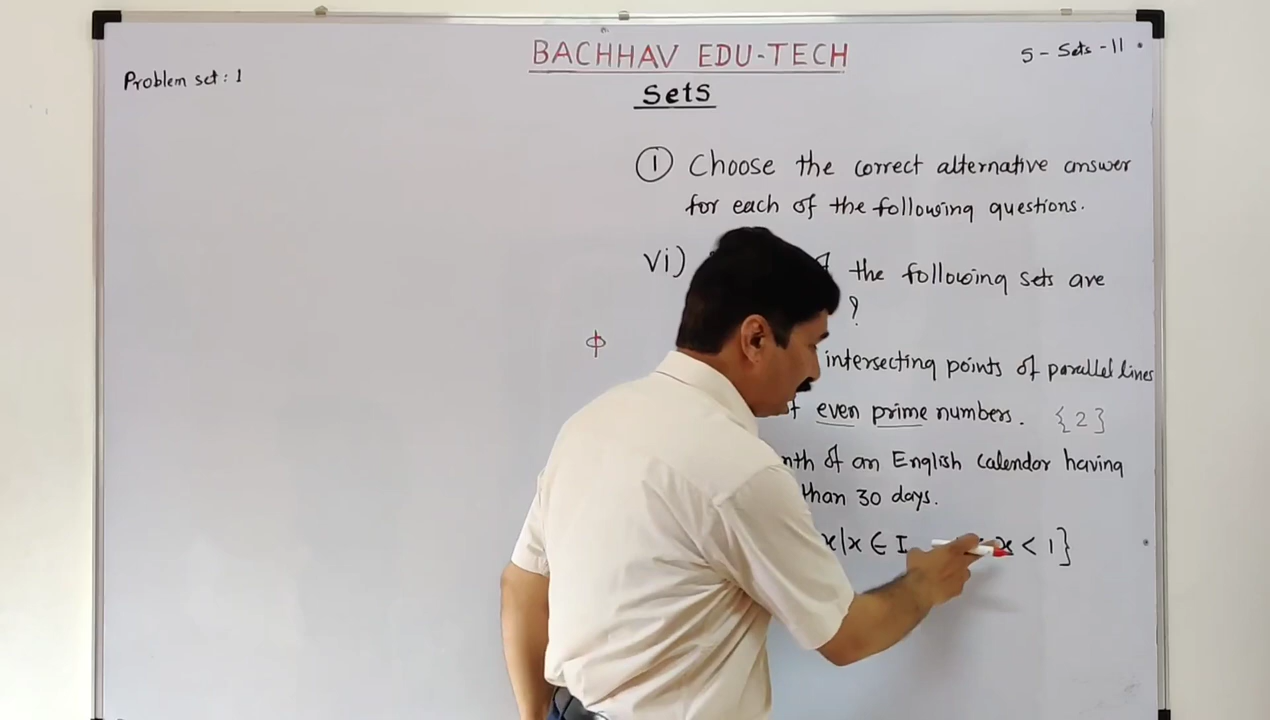 BACHHAV EDU-TECH
5 - Sets - 11
Problem set : 1
Sets
① Choose the correct alternative answer
for each of the following questions.
vi) the following sets are
?
ϕ
intersecting points of parallel lines
even prime numbers. {2}
of an English calendor having
than 30 days.
x|x ∈ I x < 1}